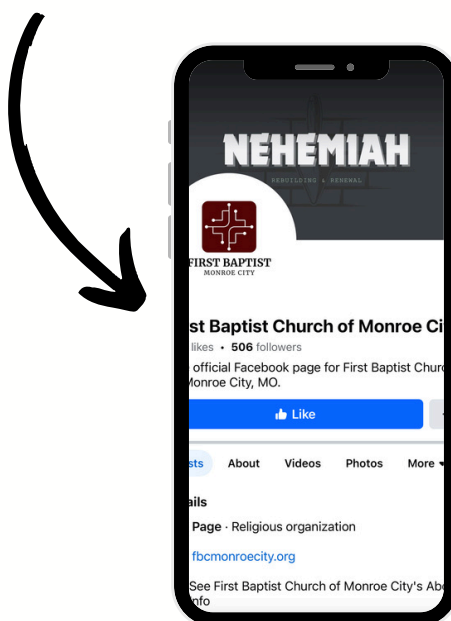 NEHEMIAH
REBUILDING & RENEWAL
FIRST BAPTIST
MONROE CITY
st Baptist Church of Monroe Ci
likes • 506 followers
official Facebook page for First Baptist Churc
Monroe City, MO.
Like
sts About Videos Photos More
ails
Page · Religious organization
fbcmonroecity.org
See First Baptist Church of Monroe City's Abo
nfo